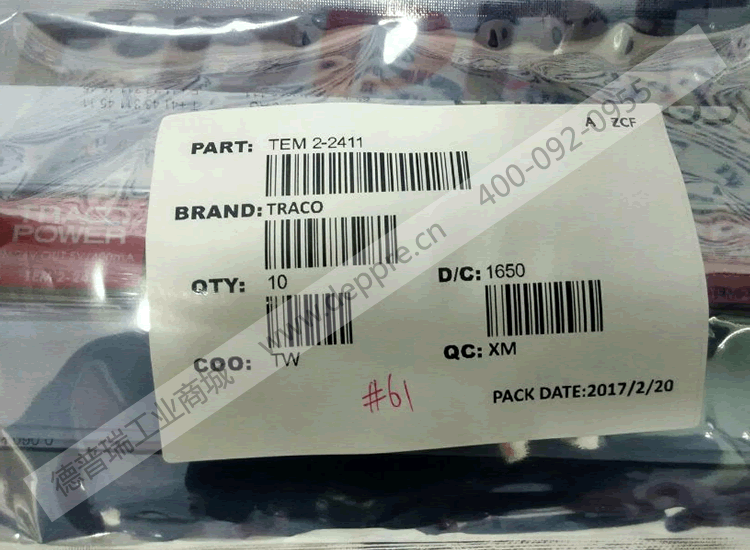 A ZCF
PART: TEM 2-2411
BRAND: TRACO
QTY: 10
D/C: 1650
COO: TW
QC: XM
#61
PACK DATE:2017/2/20
TRACO
POWER
德普瑞工业商城 www.deppre.cn 400-092-0955